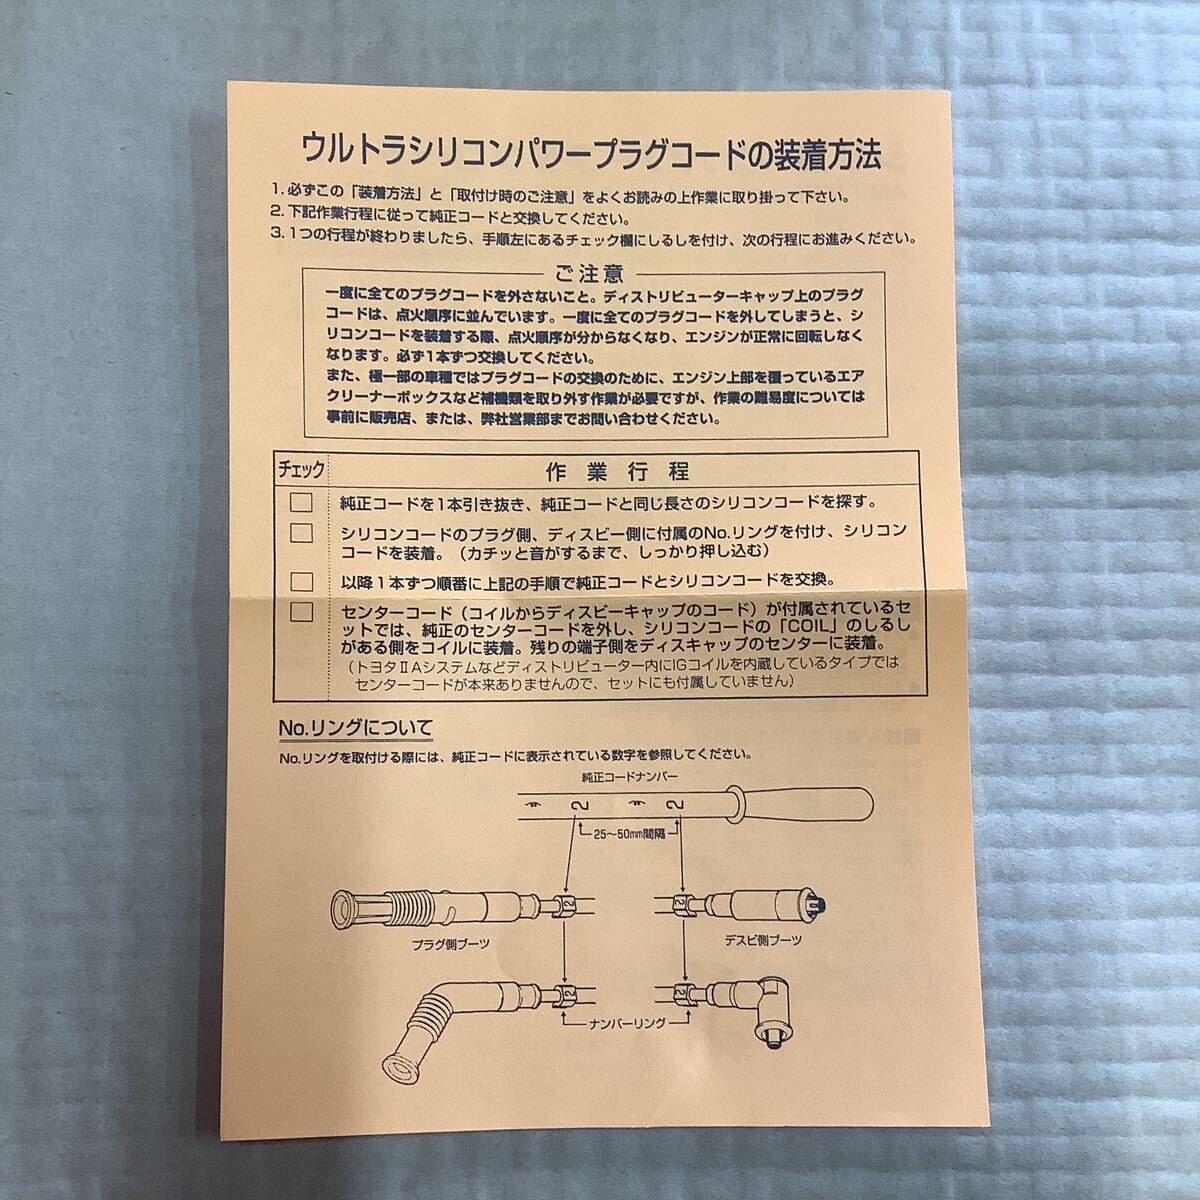 ウルトラシリコンパワープラグコードの装着方法
1. 必ずこの「装着方法」と「取付け時のご注意」をよくお読みの上作業に取り掛って下さい。
2. 下記作業行程に従って純正コードと交換してください。
3. 1つの行程が終わりましたら、手順左にあるチェック欄にしるしを付け、次の行程にお進みください。
ご注意
一度に全てのプラグコードを外さないこと。ディストリビューターキャップ上のプラグ
コードは、点火順序に並んでいます。一度に全てのプラグコードを外してしまうと、シ
リコンコードを装着する際、点火順序が分からなくなり、エンジンが正常に回転しなく
なります。必ず1本ずつ交換してください。
また、極一部の車種ではプラグコードの交換のために、エンジン上部を覆っているエア
クリーナーボックスなど補機類を取り外す作業が必要ですが、作業の難易度については
事前に販売店、または、弊社営業部までお問い合わせください。
チェック 作業行程
純正コードを1本引き抜き、純正コードと同じ長さのシリコンコードを探す。
シリコンコードのプラグ側、ディスビー側に付属のNo.リングを付け、シリコン
コードを装着。（カチッと音がするまで、しっかり押し込む）
以降1本ずつ順番に上記の手順で純正コードとシリコンコードを交換。
センターコード（コイルからディスビーキャップのコード）が付属されているセ
ットでは、純正のセンターコードを外し、シリコンコードの「COIL」のしるし
がある側をコイルに装着。残りの端子側をディスキャップのセンターに装着。
（トヨタⅡAシステムなどディストリビューター内にIGコイルを内蔵しているタイプでは
センターコードが本来ありませんので、セットにも付属していません）
No.リングについて
No.リングを取付ける際には、純正コードに表示されている数字を参照してください。
純正コードナンバー
2 2
25〜50mm間隔
2 2
プラグ側ブーツ デスビ側ブーツ
2 2
ナンバーリング